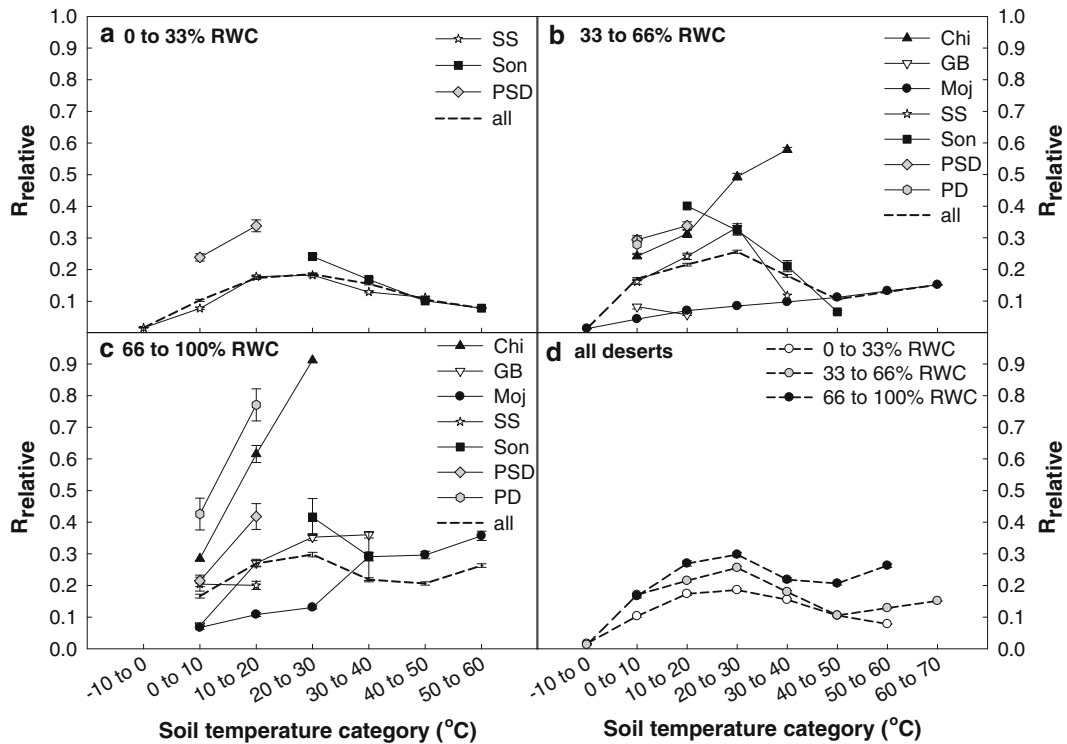 a 0 to 33% RWC
SS
Son
PSD
all
Rrelative
0.9
0.8
0.7
0.6
0.5
0.4
0.3
0.2
0.1
b 33 to 66% RWC
Chi
GB
Moj
SS
Son
PSD
PD
all
1.0
0.9
0.8
0.7
0.6
0.5
0.4
0.3
0.2
0.1
Rrelative
c 66 to 100% RWC
Chi
GB
Moj
SS
Son
PSD
PD
all
Rrelative
0.9
0.8
0.7
0.6
0.5
0.4
0.3
0.2
0.1
0.0
-10 to 0
0 to 10
10 to 20
20 to 30
30 to 40
40 to 50
50 to 60
Soil temperature category (°C)
d all deserts
0 to 33% RWC
33 to 66% RWC
66 to 100% RWC
0.9
0.8
0.7
0.6
0.5
0.4
0.3
0.2
0.1
0.0
Rrelative
-10 to 0
0 to 10
10 to 20
20 to 30
30 to 40
40 to 50
50 to 60
60 to 70
Soil temperature category (°C)